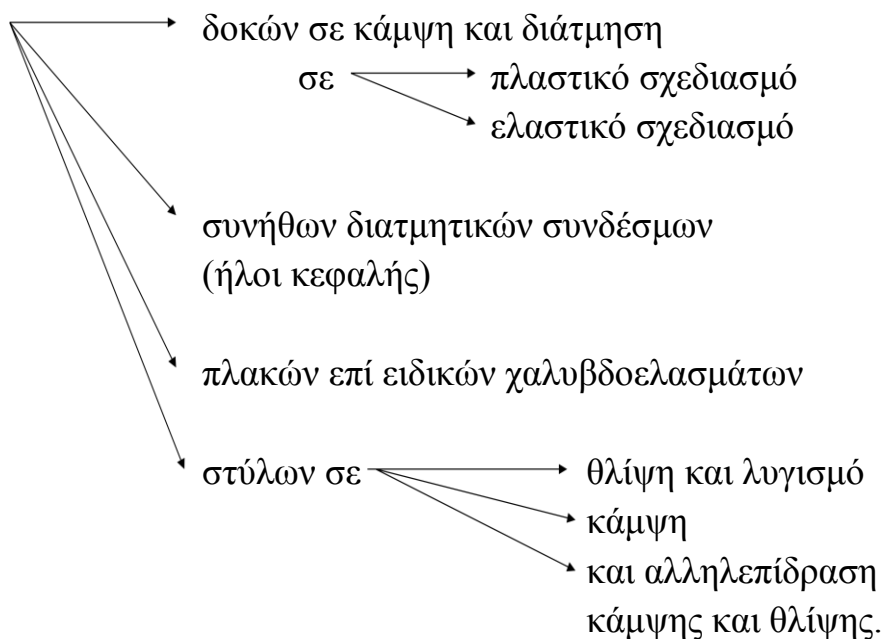 δοκών σε κάμψη και διάτμηση
σε πλαστικό σχεδιασμό
ελαστικό σχεδιασμό
συνήθων διατμητικών συνδέσμων
(ήλοι κεφαλής)
πλακών επί ειδικών χαλυβδοελασμάτων
στύλων σε θλίψη και λυγισμό
κάμψη
και αλληλεπίδραση
κάμψης και θλίψης.